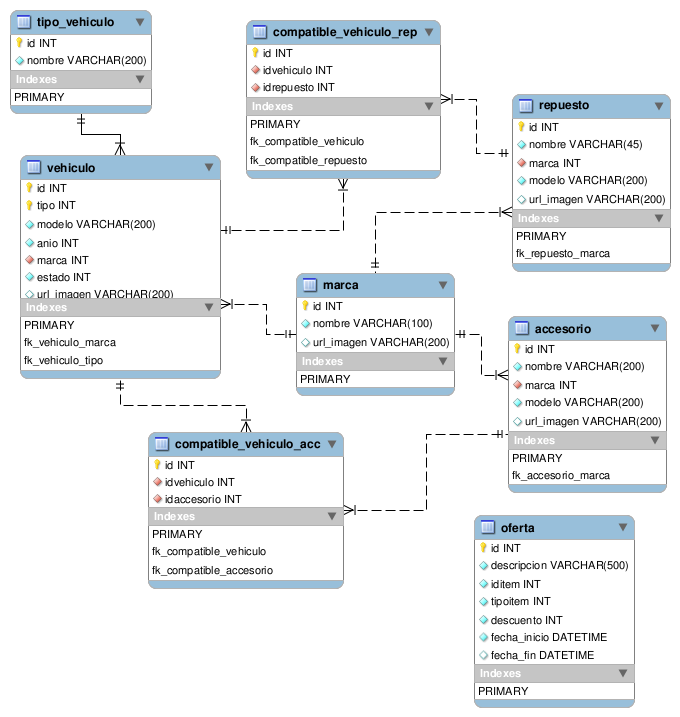 tipo_vehiculo
id INT
nombre VARCHAR(200)
Indexes
PRIMARY
compatible_vehiculo_rep
id INT
idvehiculo INT
idrepuesto INT
Indexes
PRIMARY
fk_compatible_vehiculo
fk_compatible_repuesto
repuesto
id INT
nombre VARCHAR(45)
marca INT
modelo VARCHAR(200)
url_imagen VARCHAR(200)
Indexes
PRIMARY
fk_repuesto_marca
vehiculo
id INT
tipo INT
modelo VARCHAR(200)
anio INT
marca INT
estado INT
url_imagen VARCHAR(200)
Indexes
PRIMARY
fk_vehiculo_marca
fk_vehiculo_tipo
marca
id INT
nombre VARCHAR(100)
url_imagen VARCHAR(200)
Indexes
PRIMARY
accesorio
id INT
nombre VARCHAR(200)
marca INT
modelo VARCHAR(200)
url_imagen VARCHAR(200)
Indexes
PRIMARY
fk_accesorio_marca
compatible_vehiculo_acc
id INT
idvehiculo INT
idaccesorio INT
Indexes
PRIMARY
fk_compatible_vehiculo
fk_compatible_accesorio
oferta
id INT
descripcion VARCHAR(500)
iditem INT
tipoitem INT
descuento INT
fecha_inicio DATETIME
fecha_fin DATETIME
Indexes
PRIMARY